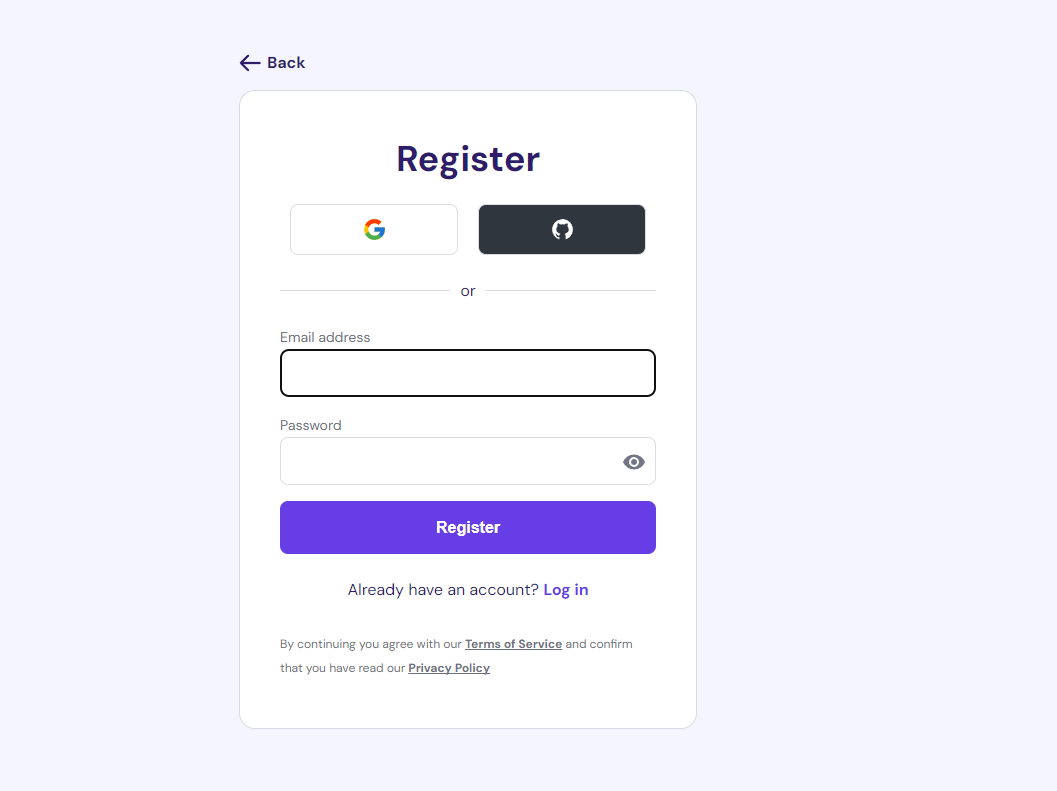 Back
Register
or
Email address
Password
Register
Already have an account? Log in
By continuing you agree with our Terms of Service and confirm
that you have read our Privacy Policy